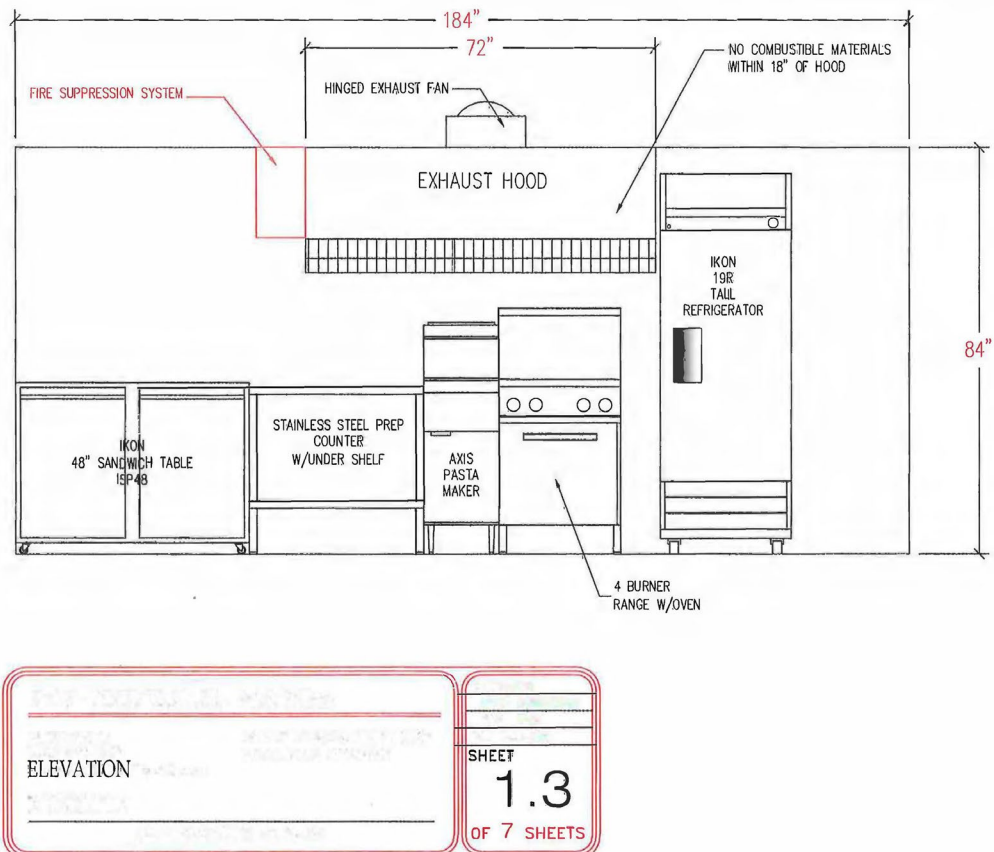 184"
72"
NO COMBUSTIBLE MATERIALS
WITHIN 18" OF HOOD
FIRE SUPPRESSION SYSTEM
HINGED EXHAUST FAN
EXHAUST HOOD
IKON
19R
TALL
REFRIGERATOR
84"
IKON
48" SANDWICH TABLE
ISP48
STAINLESS STEEL PREP
COUNTER
W/UNDER SHELF
AXIS
PASTA
MAKER
4 BURNER
RANGE W/OVEN
ELEVATION
SHEET
1.3
OF 7 SHEETS